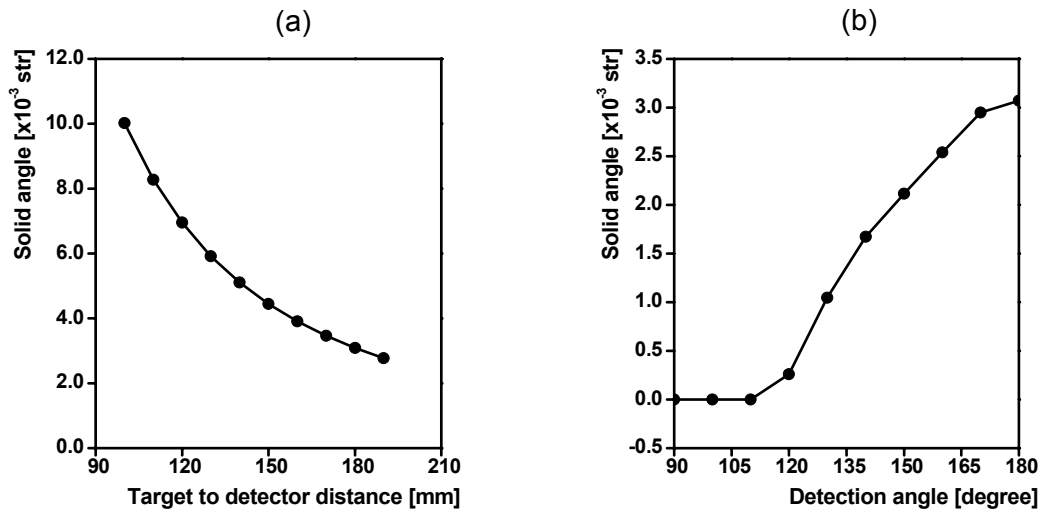 (a)
Solid angle [x10⁻³ str]
12.0
10.0
8.0
6.0
4.0
2.0
0.0
90 120 150 180 210
Target to detector distance [mm]
(b)
Solid angle [x10⁻³ str]
3.5
3.0
2.5
2.0
1.5
1.0
0.5
0.0
-0.5
90 105 120 135 150 165 180
Detection angle [degree]